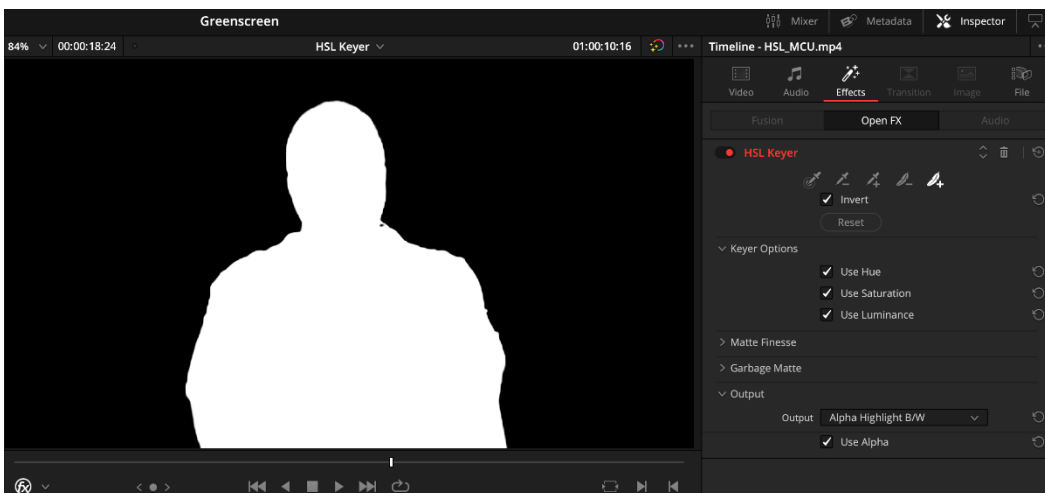 Greenscreen
Mixer Metadata Inspector
84% 00:00:18:24 HSL Keyer 01:00:10:16 ••• Timeline - HSL_MCU.mp4
Video Audio Effects Transition Image File
Fusion Open FX Audio
HSL Keyer
Invert
Reset
Keyer Options
Use Hue
Use Saturation
Use Luminance
Matte Finesse
Garbage Matte
Output
Output Alpha Highlight B/W
Use Alpha
fx